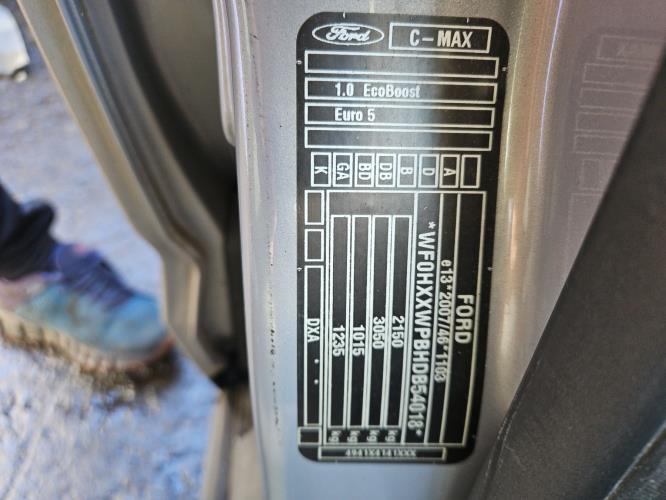 Ford C-MAX
1.0 EcoBoost
Euro 5
K GA BD DB B D A
FORD
e13*2007/46*1103
*WF0HXXWPBHDB54018*
2150 kg
3050 kg
1015 kg
1235 kg
DXA
4941X4141XXX